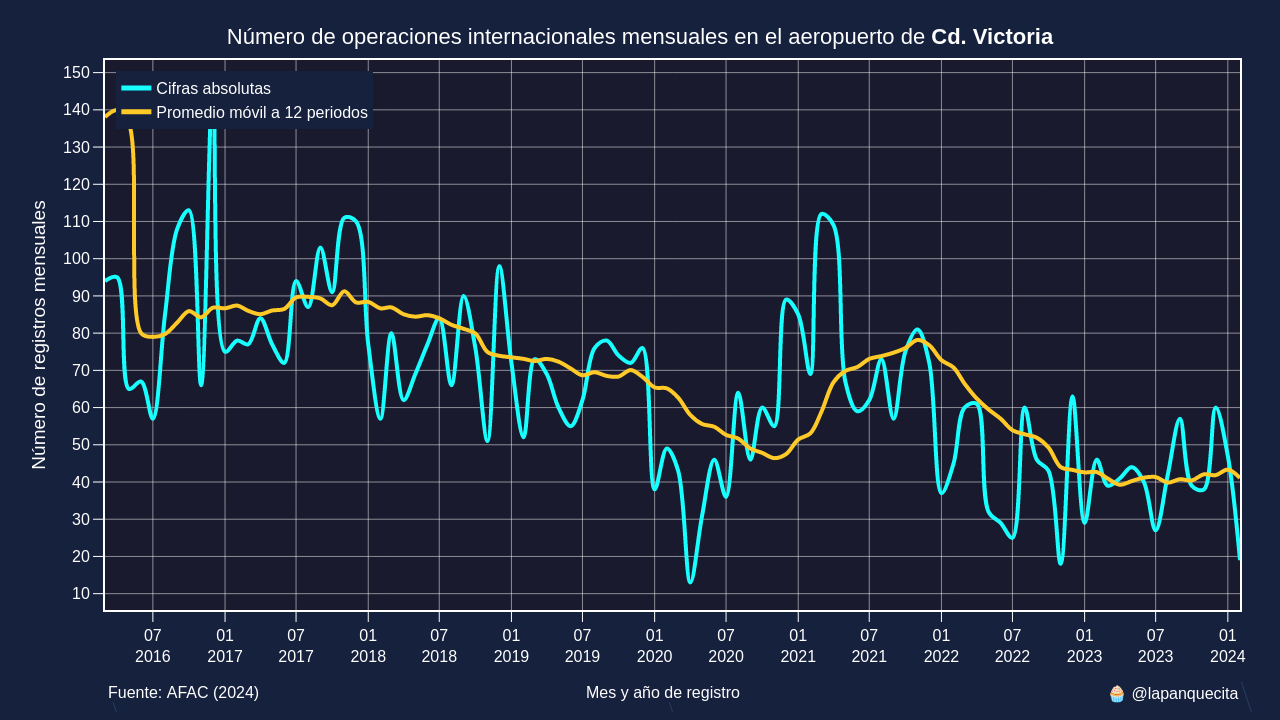 Número de operaciones internacionales mensuales en el aeropuerto de Cd. Victoria
Cifras absolutas
Promedio móvil a 12 periodos
Número de registros mensuales
150
140
130
120
110
100
90
80
70
60
50
40
30
20
10
07 01 07 01 07 01 07 01 07 01 07 01 07 01 07 01
2016 2017 2017 2018 2018 2019 2019 2020 2020 2021 2021 2022 2022 2023 2023 2024
Fuente: AFAC (2024)
Mes y año de registro
🧁 @lapanquecita